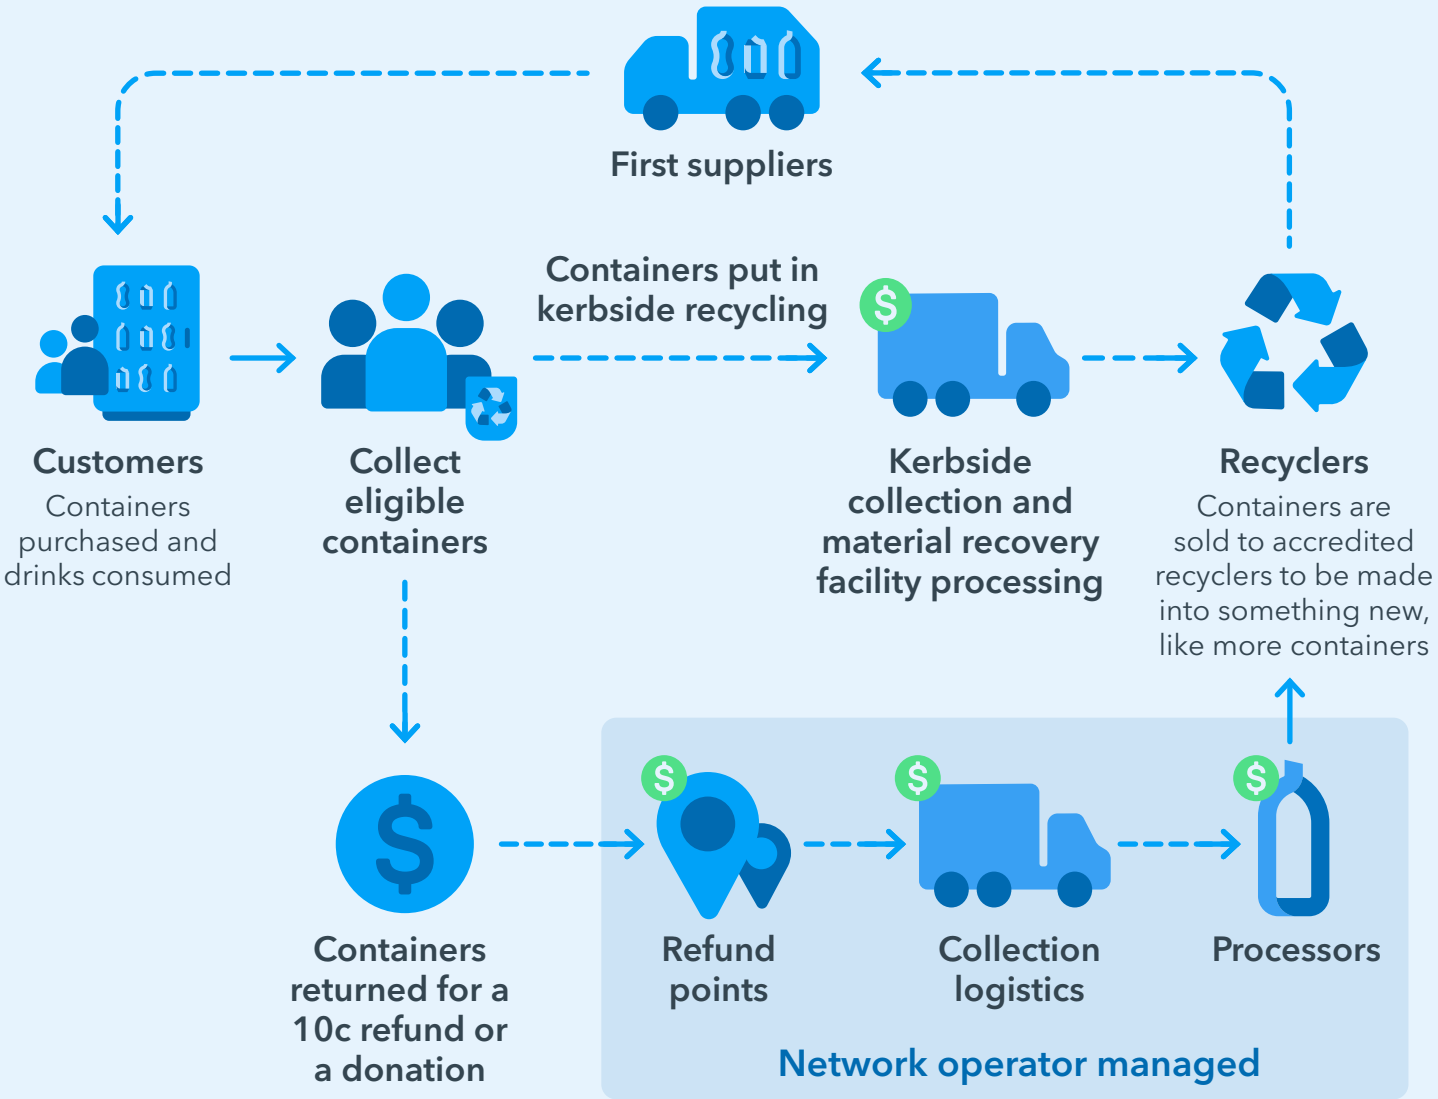 First suppliers
Containers put in
kerbside recycling
$
Customers
Containers
purchased and
drinks consumed
Collect
eligible
containers
Kerbside
collection and
material recovery
facility processing
Recyclers
Containers are
sold to accredited
recyclers to be made
into something new,
like more containers
$
Containers
returned for a
10c refund or
a donation
$
Refund
points
$
Collection
logistics
$
Processors
Network operator managed